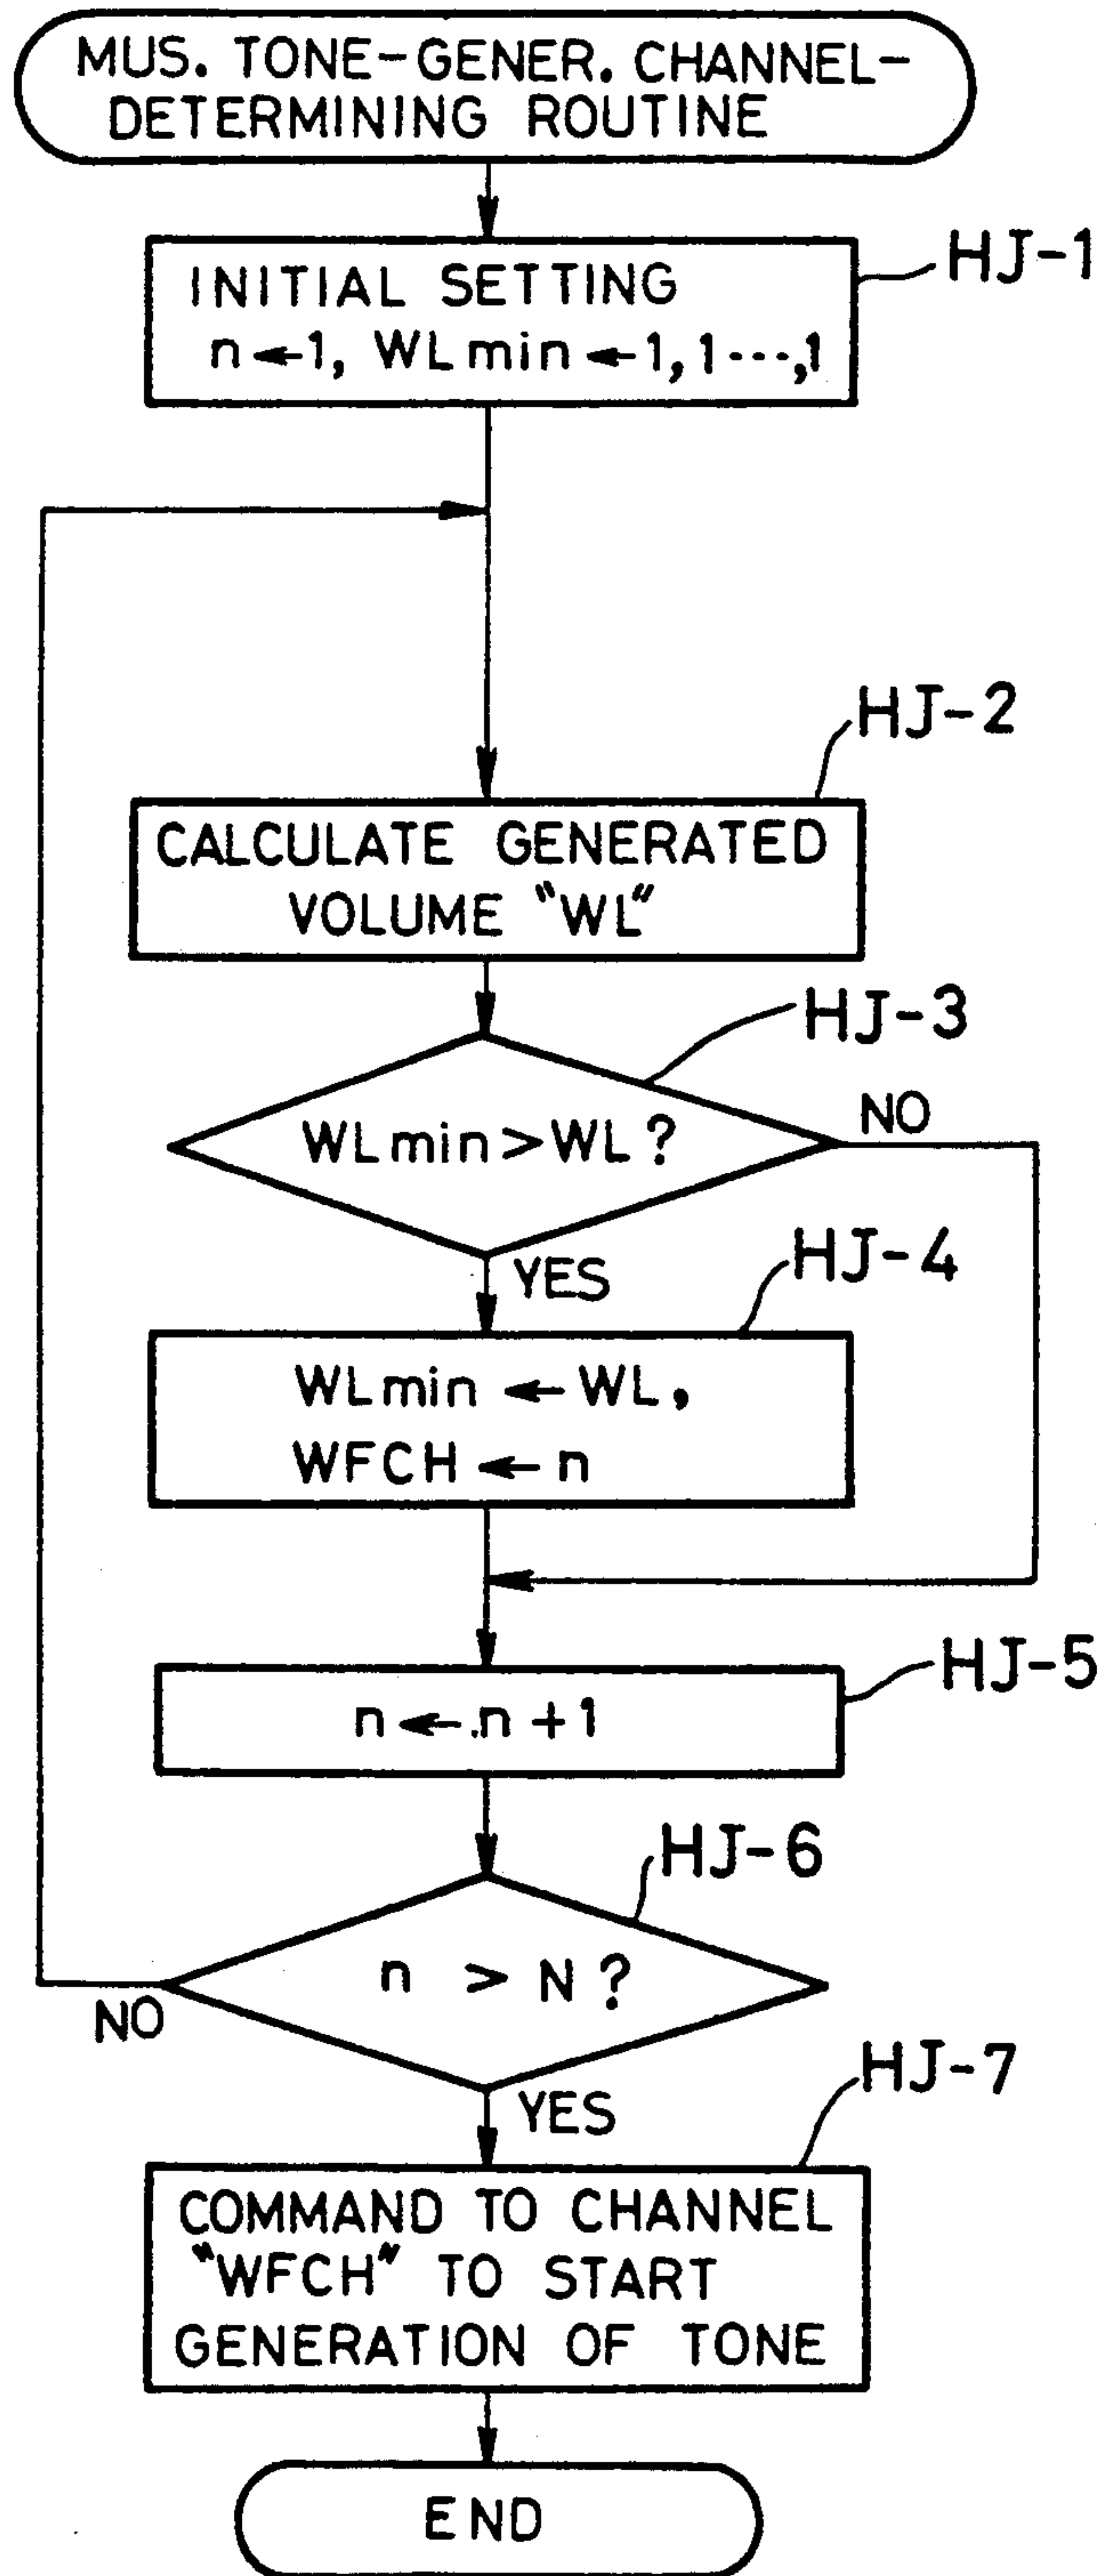 MUS. TONE-GENER. CHANNEL-
DETERMINING ROUTINE
HJ-1
INITIAL SETTING
n←1, WLmin←1,1---,1
HJ-2
CALCULATE GENERATED
VOLUME "WL"
HJ-3
WLmin>WL?
NO
YES
HJ-4
WLmin ← WL,
WFCH ← n
HJ-5
n ← n + 1
HJ-6
n > N ?
NO
YES
HJ-7
COMMAND TO CHANNEL
"WFCH" TO START
GENERATION OF TONE
END